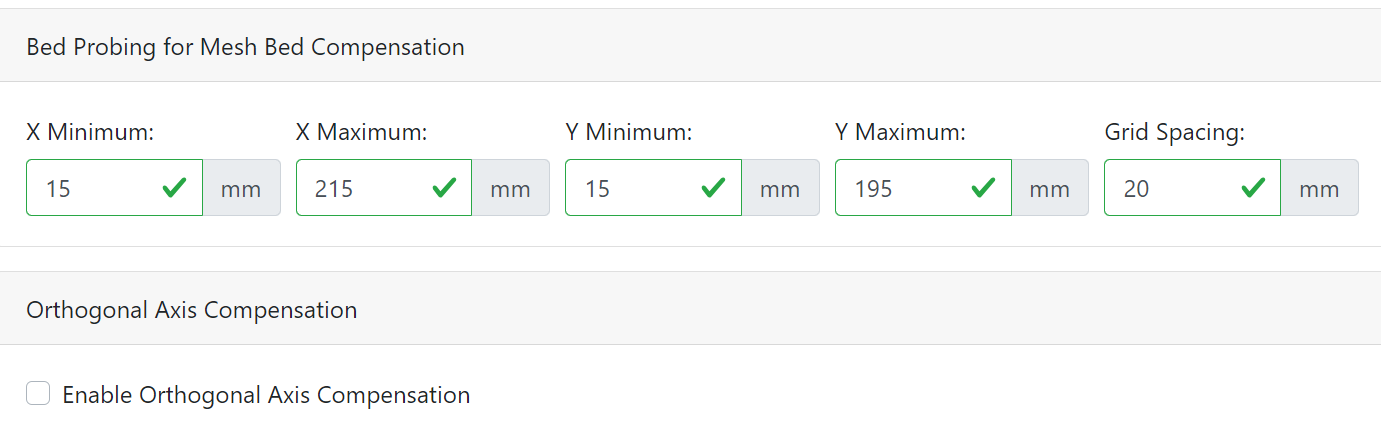 Bed Probing for Mesh Bed Compensation
X Minimum: X Maximum: Y Minimum: Y Maximum: Grid Spacing:
15 mm 215 mm 15 mm 195 mm 20 mm
Orthogonal Axis Compensation
Enable Orthogonal Axis Compensation